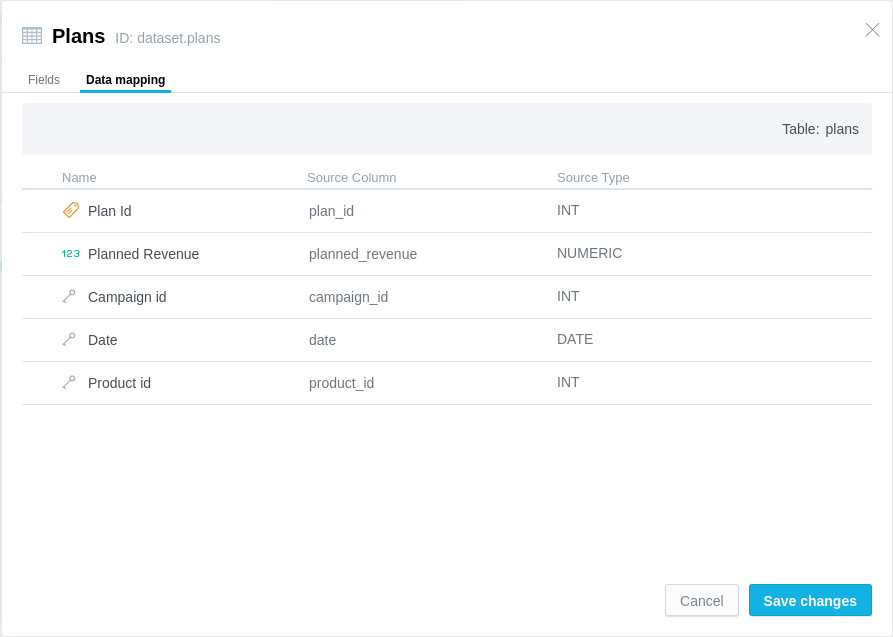 Plans ID: dataset.plans
Fields Data mapping
Table: plans
Name Source Column Source Type
Plan Id plan_id INT
123 Planned Revenue planned_revenue NUMERIC
Campaign id campaign_id INT
Date date DATE
Product id product_id INT
Cancel Save changes